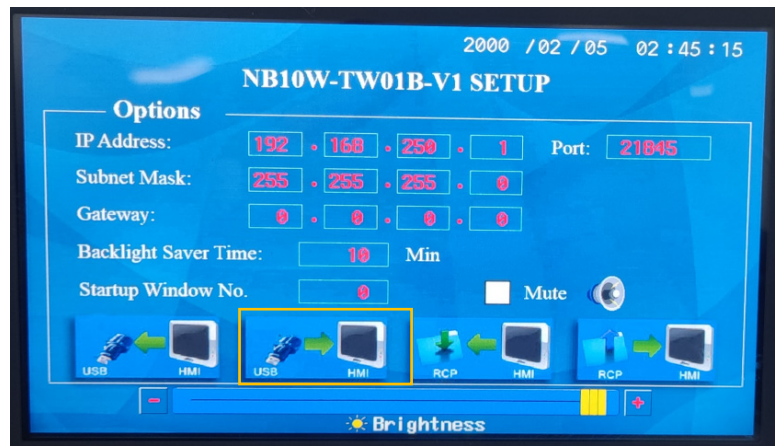 2000 /02 /05 02:45:15
NB10W-TW01B-V1 SETUP
Options
IP Address: 192 . 168 . 250 . 1 Port: 21845
Subnet Mask: 255 . 255 . 255 . 0
Gateway: 0 . 0 . 0 . 0
Backlight Saver Time: 10 Min
Startup Window No. 0 Mute
USB HMI USB HMI RCP HMI RCP HMI
- +
Brightness